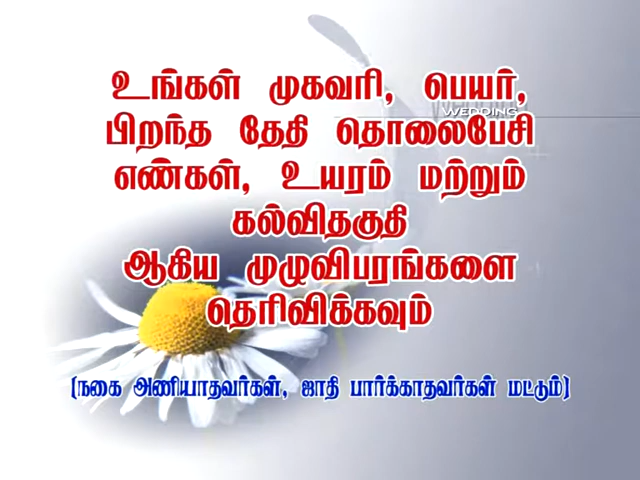 உங்கள் முகவரி, பெயர்,
WEDDING
பிறந்த தேதி தொலைபேசி
எண்கள், உயரம் மற்றும்
கல்விதகுதி
ஆகிய முழுவிபரங்களை
தெரிவிக்கவும்
(நகை அணியாதவர்கள், ஜாதி பார்க்காதவர்கள் மட்டும்)